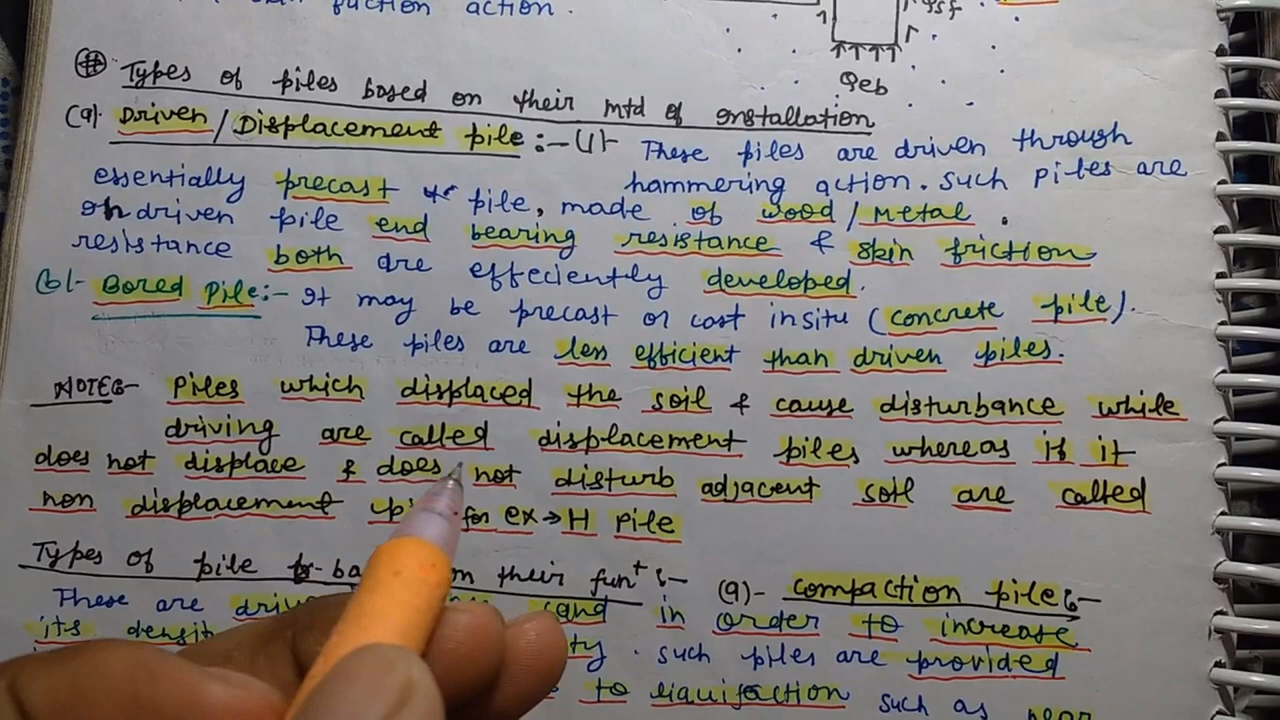 friction action.
Qsf
Qeb
Types of piles based on their mtd of installation
(a). Driven / Displacement pile :- (1)- These piles are driven through
hammering action. Such piles are
essentially precast pile, made of wood / Metal.
On driven pile end bearing resistance & skin friction
resistance both are effeciently developed.
(b)- Bored Pile:- It may be precast or cast insitu (concrete pile).
These piles are less efficient than driven piles.
NOTE:- Piles which displaced the soil & cause disturbance while
driving are called displacement piles whereas if it
does not displace & does not disturb adjacent soil are called
non displacement for ex → H Pile
Types of pile on their fun+ :- (a)- Compaction pile:-
These are sand in order to increase
its such piles are provided
to liquifaction such as near